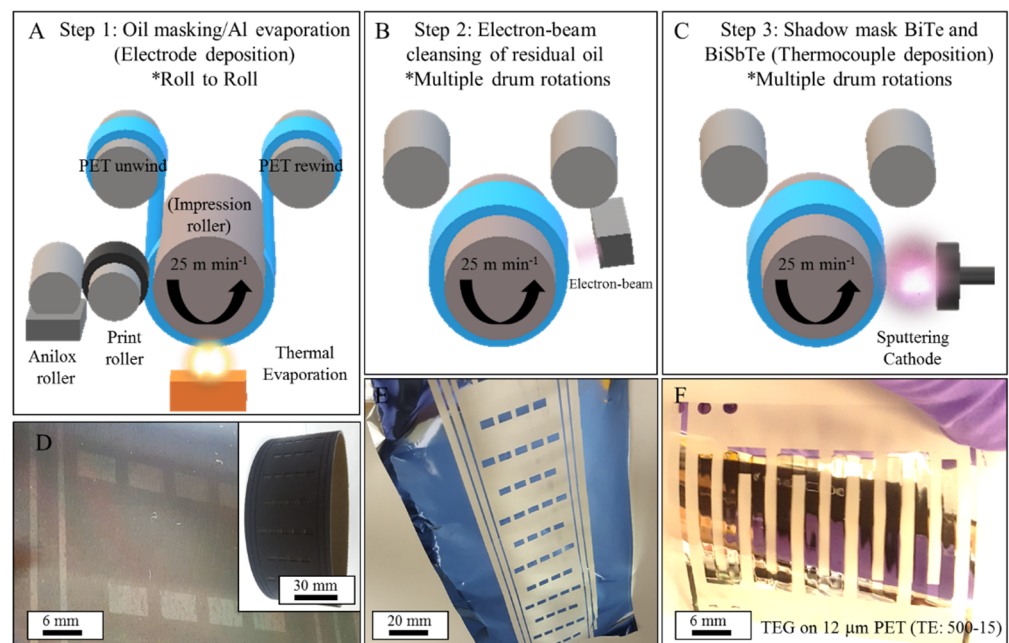 A Step 1: Oil masking/Al evaporation
(Electrode deposition)
*Roll to Roll
PET unwind
PET rewind
(Impression
roller)
25 m min⁻¹
Anilox
roller
Print
roller
Thermal
Evaporation
B Step 2: Electron-beam
cleansing of residual oil
*Multiple drum rotations
25 m min⁻¹
Electron-beam
C Step 3: Shadow mask BiTe and
BiSbTe (Thermocouple deposition)
*Multiple drum rotations
25 m min⁻¹
Sputtering
Cathode
D
30 mm
6 mm
E
20 mm
F
6 mm
TEG on 12 μm PET (TE: 500-15)